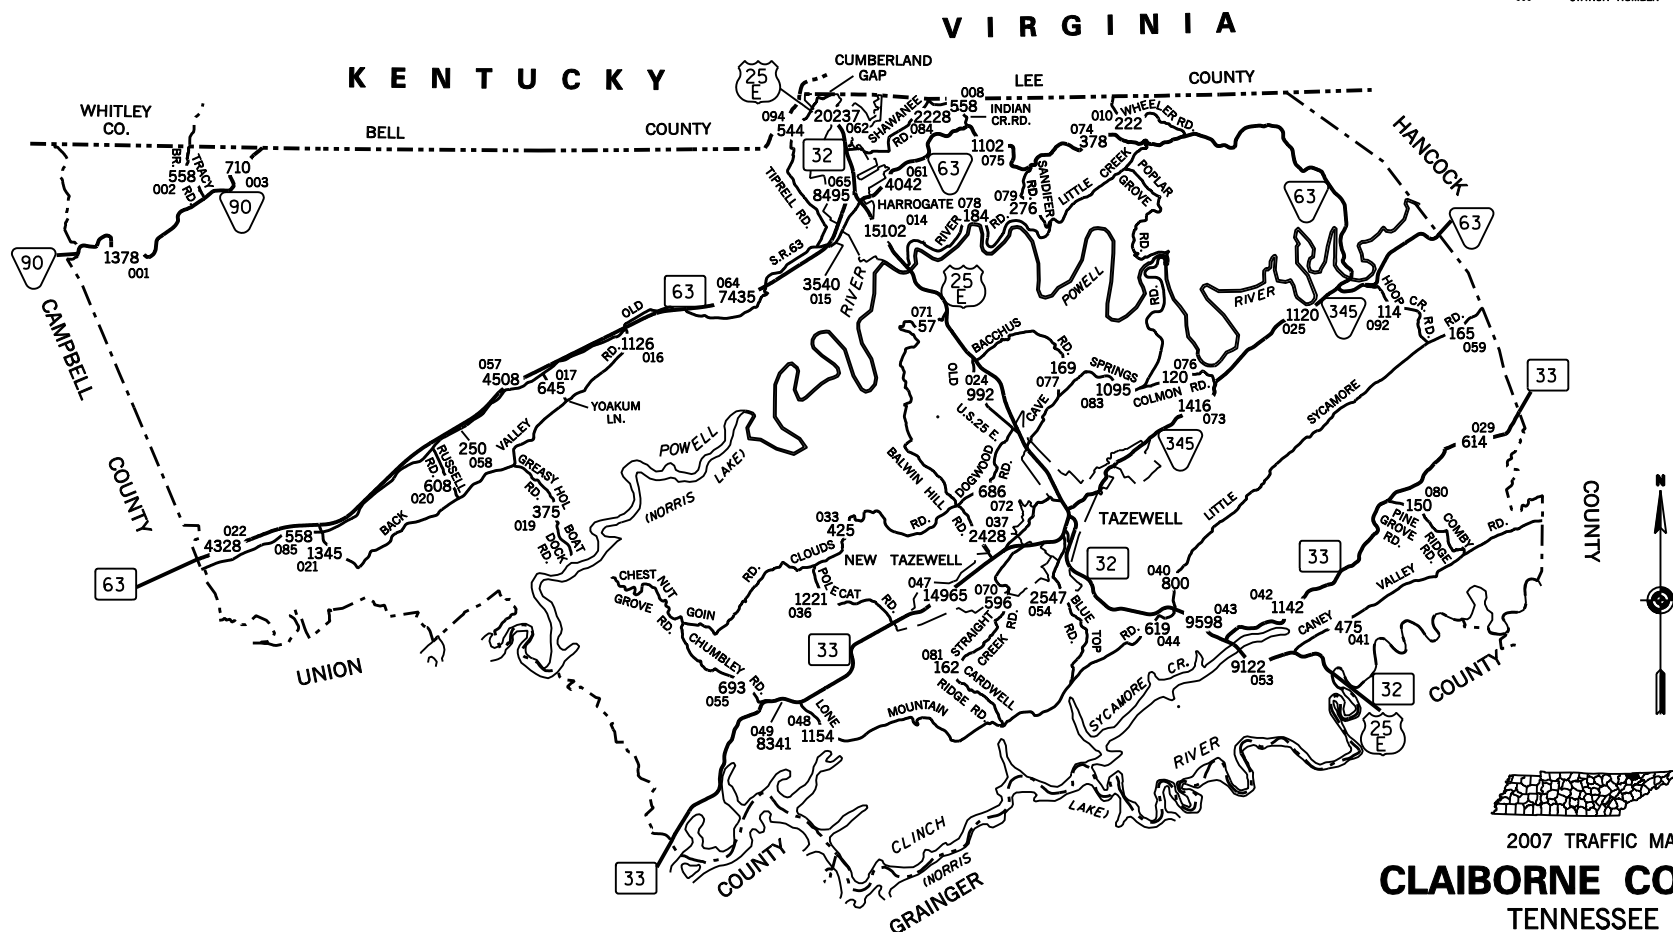 VIRGINIA
KENTUCKY
25
E
CUMBERLAND
GAP
LEE
COUNTY
WHITLEY
CO.
BELL
COUNTY
094
544
20237
062
SHAWANEE
RD.
084
2228
008
558
INDIAN
CR.RD.
010
222
WHEELER RD.
074
378
1102
075
HANCOCK
COUNTY
BR.
558
002
TRACY
RD.
710
003
90
90
1378
001
CAMPBELL
COUNTY
32
TIPRELL RD.
065
8495
061
4042
63
HARROGATE
014
15102
078
184
RIVER
RD.
079
276
SANDIFER
RD.
LITTLE CREEK
POPLAR
GROVE
RD.
RD.
63
63
S.R.63
3540
015
RIVER
25
E
POWELL
RIVER
1120
025
345
HOOP
CR.
RD.
114
092
RD.
165
059
63
064
7435
OLD
RD.
1126
016
071
57
BACCHUS
RD.
169
077
OLD
U.S.25 E
024
992
CAVE
SPRINGS
1095
083
076
120
COLMON RD.
1416
073
345
SYCAMORE
LITTLE
33
029
614
057
4508
017
645
YOAKUM
LN.
250
058
VALLEY
RUSSELL
RD.
608
020
BACK
GREASY HOL
RD.
375
019
BOAT
DOCK
RD.
POWELL
(NORRIS
LAKE)
BALWIN HILL
RD.
DOGWOOD
RD.
686
072
037
2428
TAZEWELL
NEW TAZEWELL
033
425
RD.
CLOUDS
RD.
022
4328
558
085
1345
021
63
UNION
COUNTY
CHEST NUT
GROVE
RD.
GOIN
CHUMBLEY
RD.
693
055
POLECAT
RD.
1221
036
047
14965
070
596
STRAIGHT
CREEK
RD.
2547
054
BLUE
TOP
RD.
32
040
800
RD.
619
044
9598
043
042
1142
33
080
150
PINE
GROVE
RD.
COMBY
RIDGE
RD.
VALLEY
RD.
CANEY
475
041
9122
053
SYCAMORE
CR.
32
25
E
COUNTY
33
081
162
CARDWELL
RIDGE RD.
MOUNTAIN
LONE
048
1154
049
8341
33
CLINCH
RIVER
(NORRIS
LAKE)
GRAINGER
N
2007 TRAFFIC MA
CLAIBORNE CO
TENNESSEE